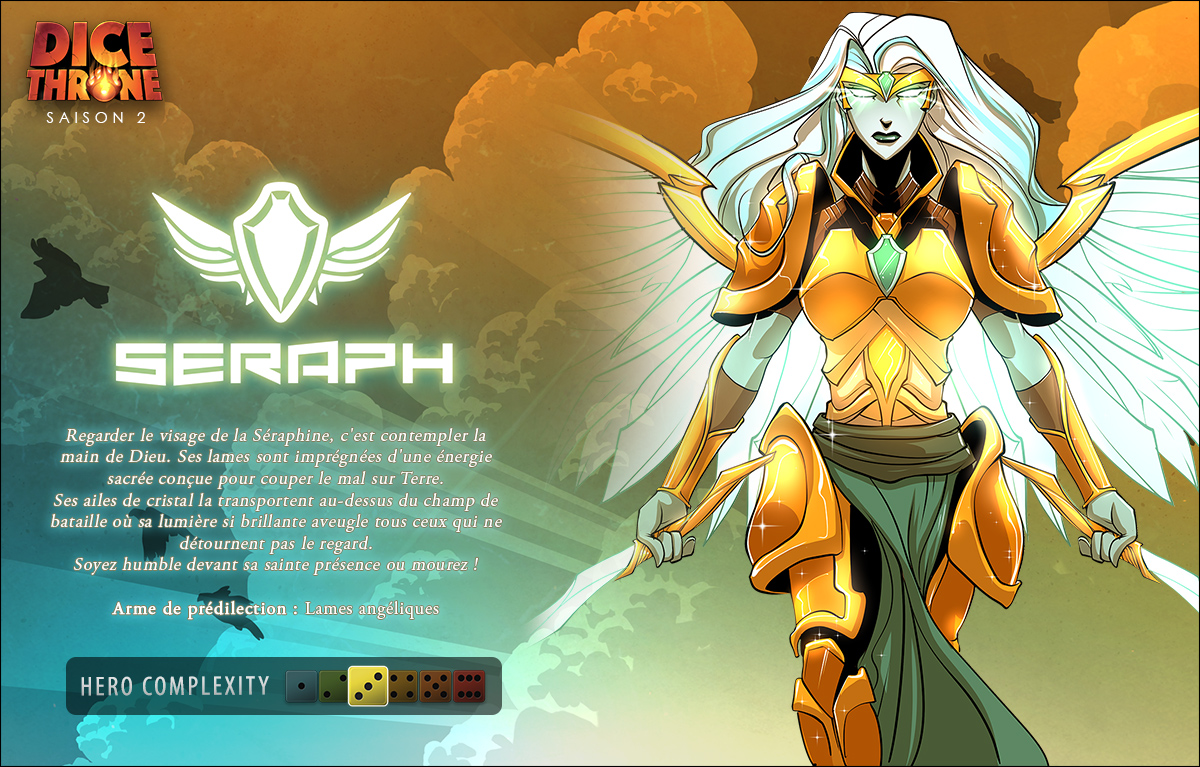 DICE
THRONE
SAISON 2
SERAPH
Regarder le visage de la Séraphine, c'est contempler la
main de Dieu. Ses lames sont imprégnées d'une énergie
sacrée conçue pour couper le mal sur Terre.
Ses ailes de cristal la transportent au-dessus du champ de
bataille où sa lumière si brillante aveugle tous ceux qui ne
détournent pas le regard.
Soyez humble devant sa sainte présence ou mourez !
Arme de prédilection : Lames angéliques
HERO COMPLEXITY